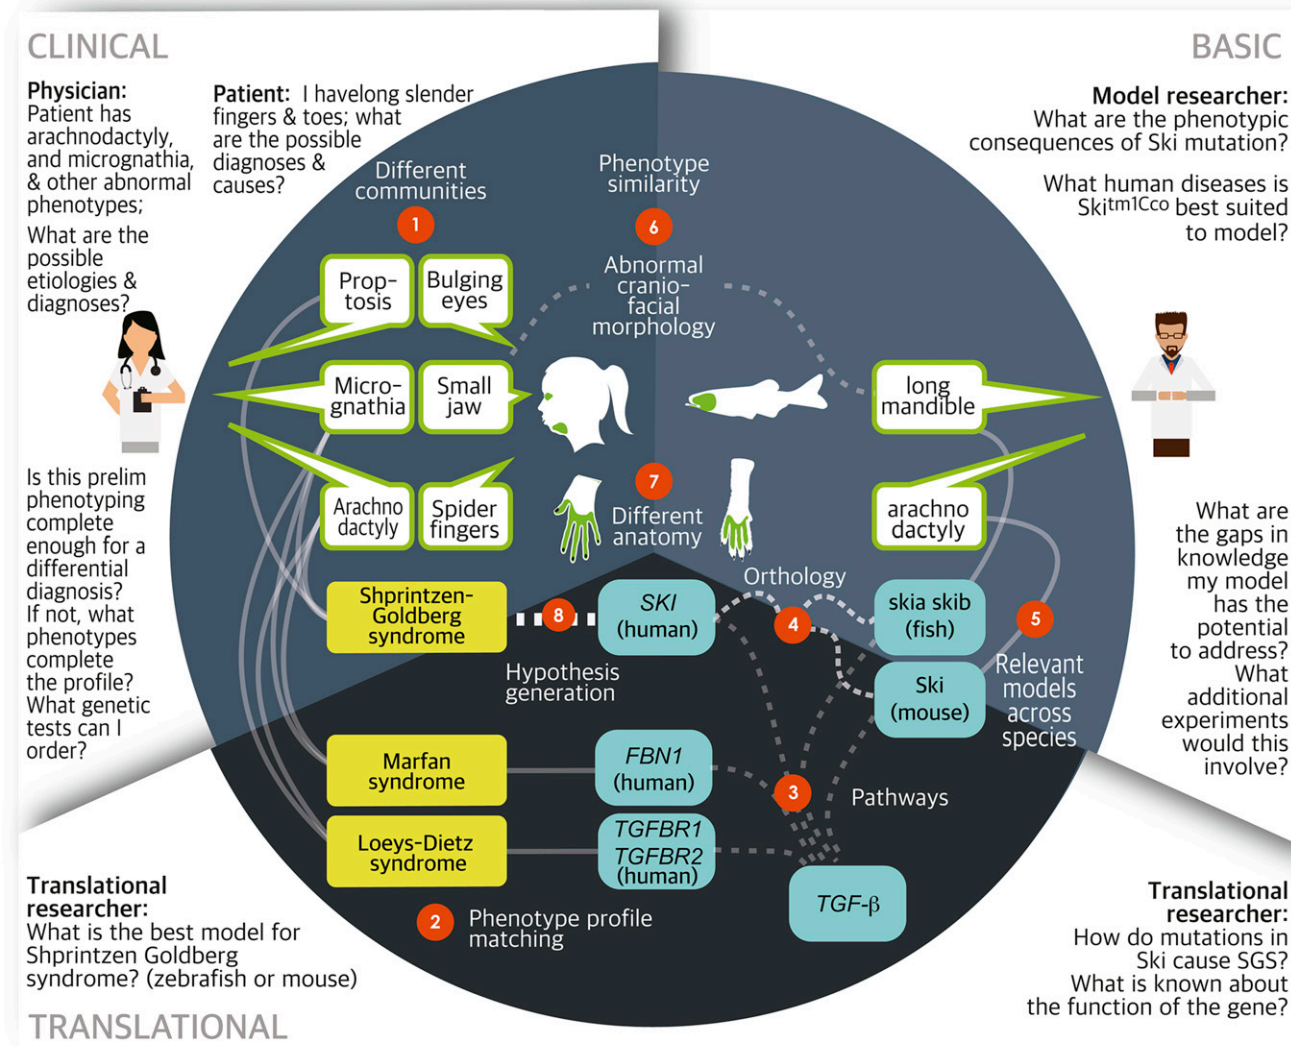 CLINICAL
Physician:
Patient has
arachnodactyly,
and micrognathia,
& other abnormal
phenotypes;
What are the
possible
etiologies &
diagnoses?
Patient: I havelong slender
fingers & toes; what
are the possible
diagnoses &
causes?
Is this prelim
phenotyping
complete
enough for a
differential
diagnosis?
If not, what
phenotypes
complete
the profile?
What genetic
tests can I
order?
BASIC
Model researcher:
What are the phenotypic
consequences of Ski mutation?
What human diseases is
Skitm1Cco best suited
to model?
What are
the gaps in
knowledge
my model
has the
potential
to address?
What
additional
experiments
would this
involve?
Different
communities
1
Phenotype
similarity
6
Abnormal
cranio-
facial
morphology
Prop-
tosis
Bulging
eyes
Micro-
gnathia
Small
jaw
Arachno
dactyly
Spider
fingers
long
mandible
arachno
dactyly
7
Different
anatomy
Shprintzen-
Goldberg
syndrome
8
Hypothesis
generation
SKI
(human)
Orthology
4
skia skib
(fish)
Ski
(mouse)
5
Relevant
models
across
species
Marfan
syndrome
FBN1
(human)
3
Pathways
Loeys-Dietz
syndrome
TGFBR1
TGFBR2
(human)
TGF-β
2
Phenotype profile
matching
Translational
researcher:
What is the best model for
Shprintzen Goldberg
syndrome? (zebrafish or mouse)
TRANSLATIONAL
Translational
researcher:
How do mutations in
Ski cause SGS?
What is known about
the function of the gene?